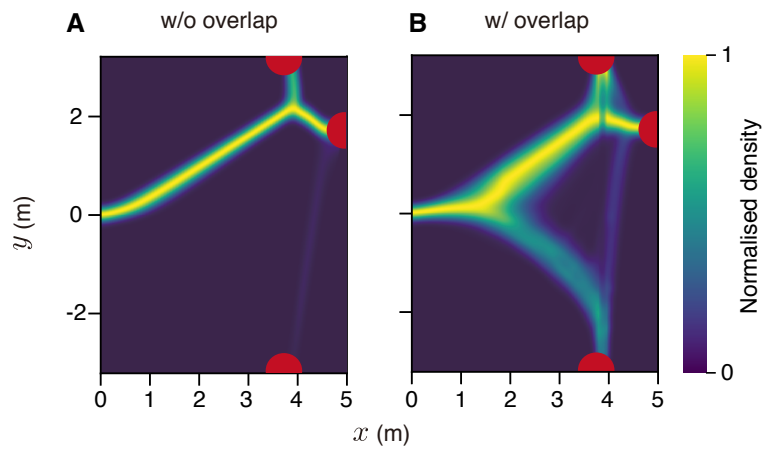 A w/o overlap B w/ overlap
1
2
0
-2
y (m)
Normalised density
0
0 1 2 3 4 5 0 1 2 3 4 5
x (m)